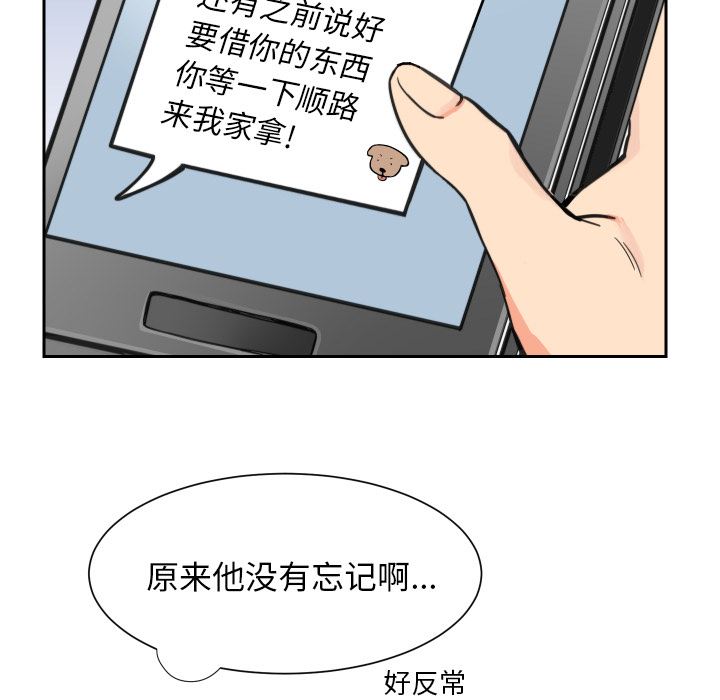 还有之前说好
要借你的东西
你等一下顺路
来我家拿!
原来他没有忘记啊...
好反常